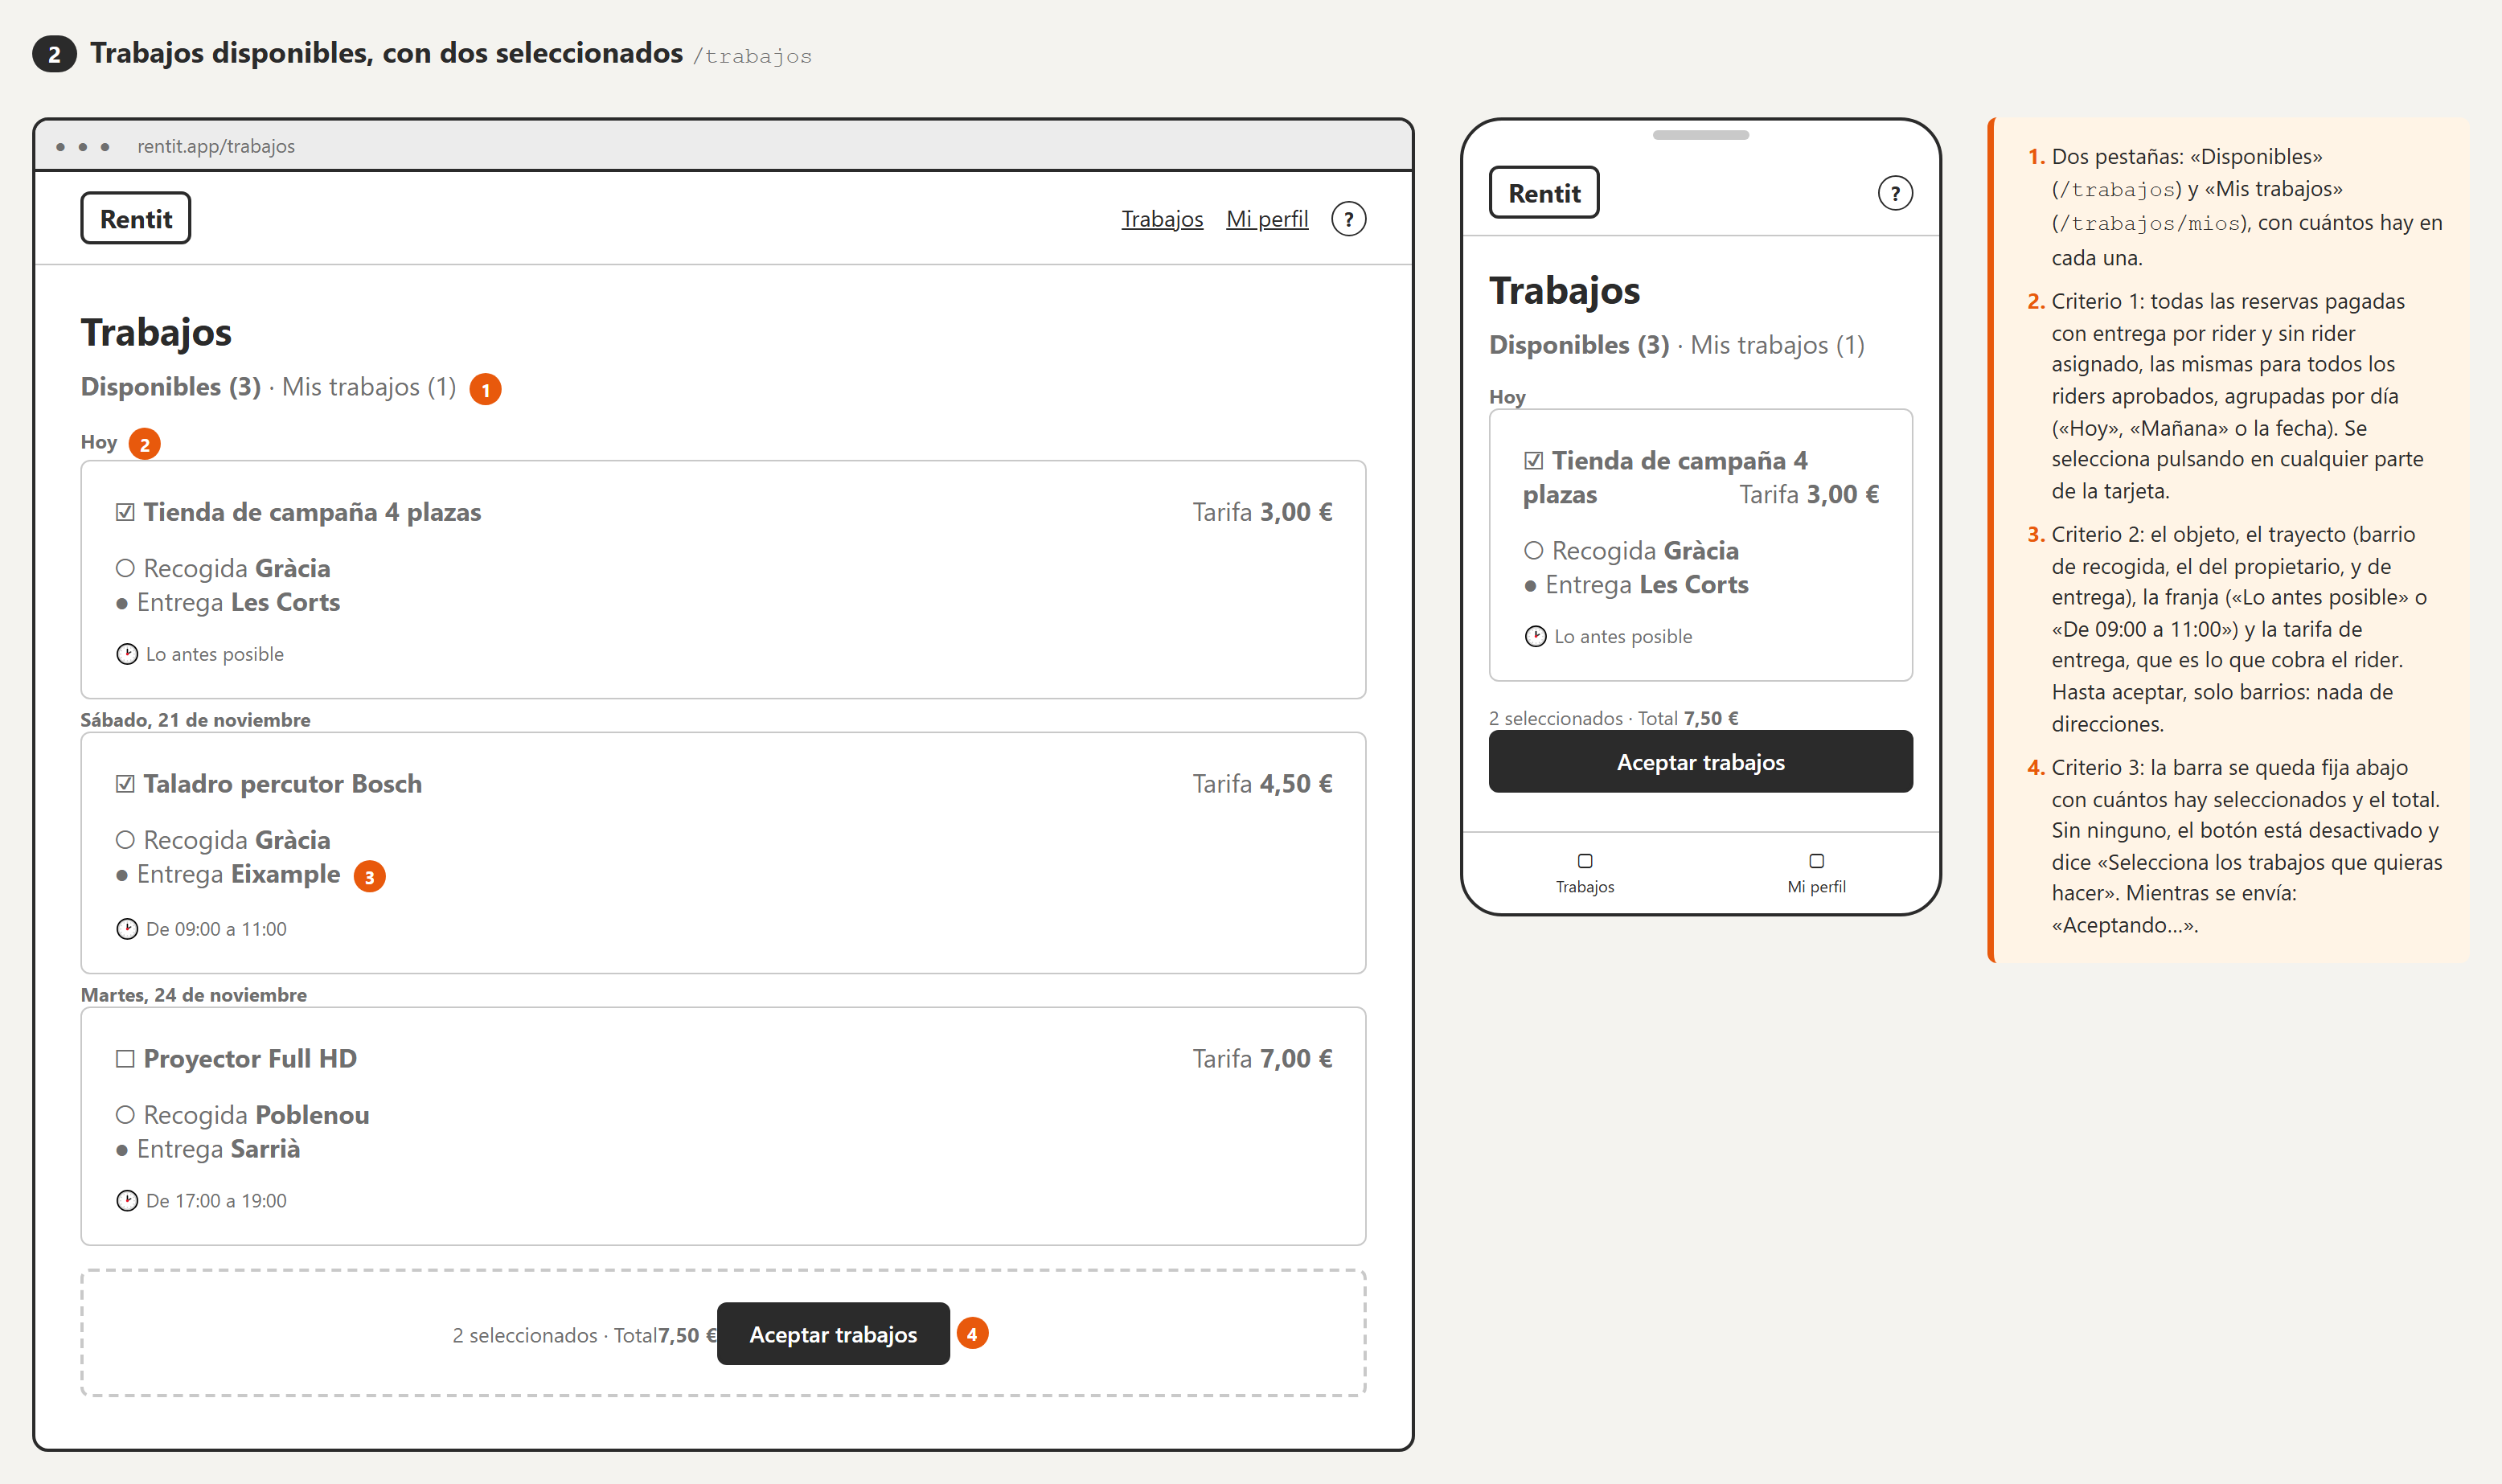 2 Trabajos disponibles, con dos seleccionados /trabajos
rentit.app/trabajos
Rentit
Trabajos Mi perfil ?
Trabajos
Disponibles (3) · Mis trabajos (1) 1
Hoy 2
☑ Tienda de campaña 4 plazas Tarifa 3,00 €
○ Recogida Gràcia
● Entrega Les Corts
Lo antes posible
Sábado, 21 de noviembre
☑ Taladro percutor Bosch Tarifa 4,50 €
○ Recogida Gràcia
● Entrega Eixample 3
De 09:00 a 11:00
Martes, 24 de noviembre
☐ Proyector Full HD Tarifa 7,00 €
○ Recogida Poblenou
● Entrega Sarrià
De 17:00 a 19:00
2 seleccionados · Total7,50 € Aceptar trabajos 4
Rentit ?
Trabajos
Disponibles (3) · Mis trabajos (1)
Hoy
☑ Tienda de campaña 4
plazas Tarifa 3,00 €
○ Recogida Gràcia
● Entrega Les Corts
Lo antes posible
2 seleccionados · Total 7,50 €
Aceptar trabajos
Trabajos Mi perfil
1. Dos pestañas: «Disponibles»
(/trabajos) y «Mis trabajos»
(/trabajos/mios), con cuántos hay en
cada una.
2. Criterio 1: todas las reservas pagadas
con entrega por rider y sin rider
asignado, las mismas para todos los
riders aprobados, agrupadas por día
(«Hoy», «Mañana» o la fecha). Se
selecciona pulsando en cualquier parte
de la tarjeta.
3. Criterio 2: el objeto, el trayecto (barrio
de recogida, el del propietario, y de
entrega), la franja («Lo antes posible» o
«De 09:00 a 11:00») y la tarifa de
entrega, que es lo que cobra el rider.
Hasta aceptar, solo barrios: nada de
direcciones.
4. Criterio 3: la barra se queda fija abajo
con cuántos hay seleccionados y el total.
Sin ninguno, el botón está desactivado y
dice «Selecciona los trabajos que quieras
hacer». Mientras se envía:
«Aceptando…».